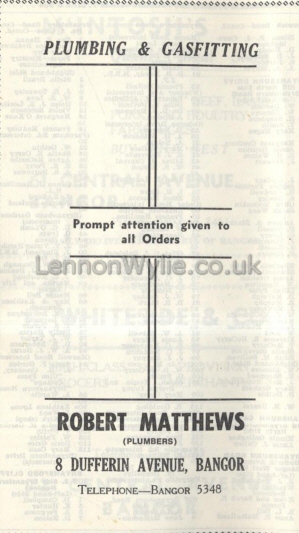 PLUMBING & GASFITTING
Prompt attention given to
all Orders
LennonWylie.co.uk
ROBERT MATTHEWS
(PLUMBERS)
8 DUFFERIN AVENUE, BANGOR
TELEPHONE—BANGOR 5348